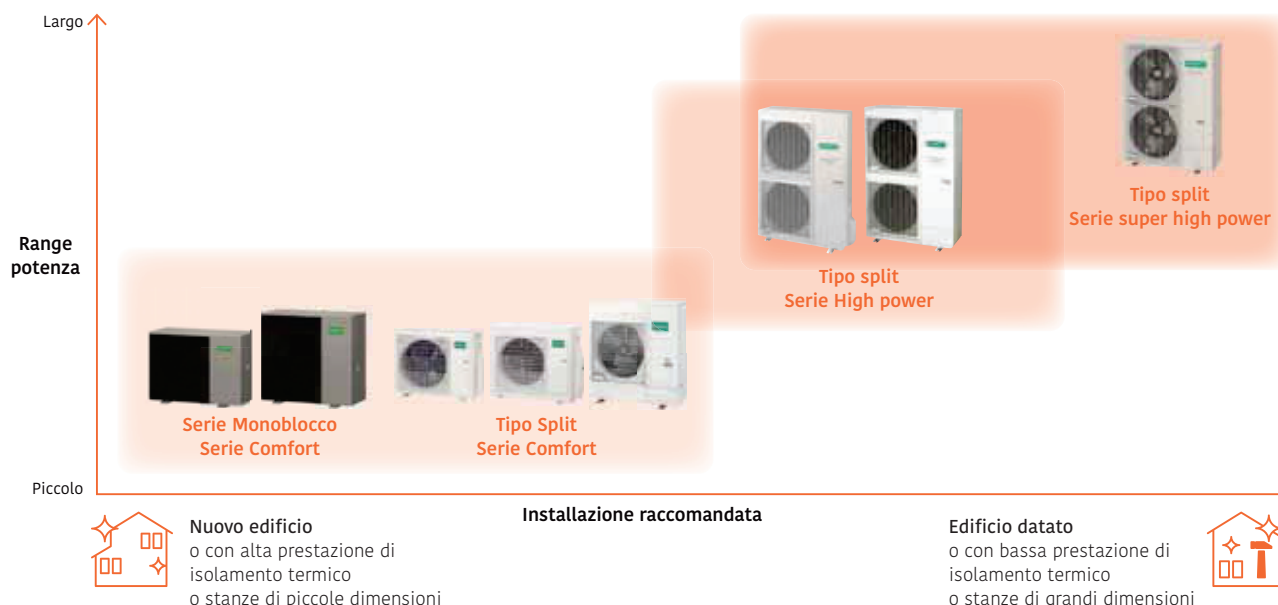 Largo
Tipo split
Serie super high power
Range
potenza
Tipo split
Serie High power
Serie Monoblocco
Serie Comfort
Tipo Split
Serie Comfort
Piccolo
Installazione raccomandata
Nuovo edificio
o con alta prestazione di
isolamento termico
o stanze di piccole dimensioni
Edificio datato
o con bassa prestazione di
isolamento termico
o stanze di grandi dimensioni